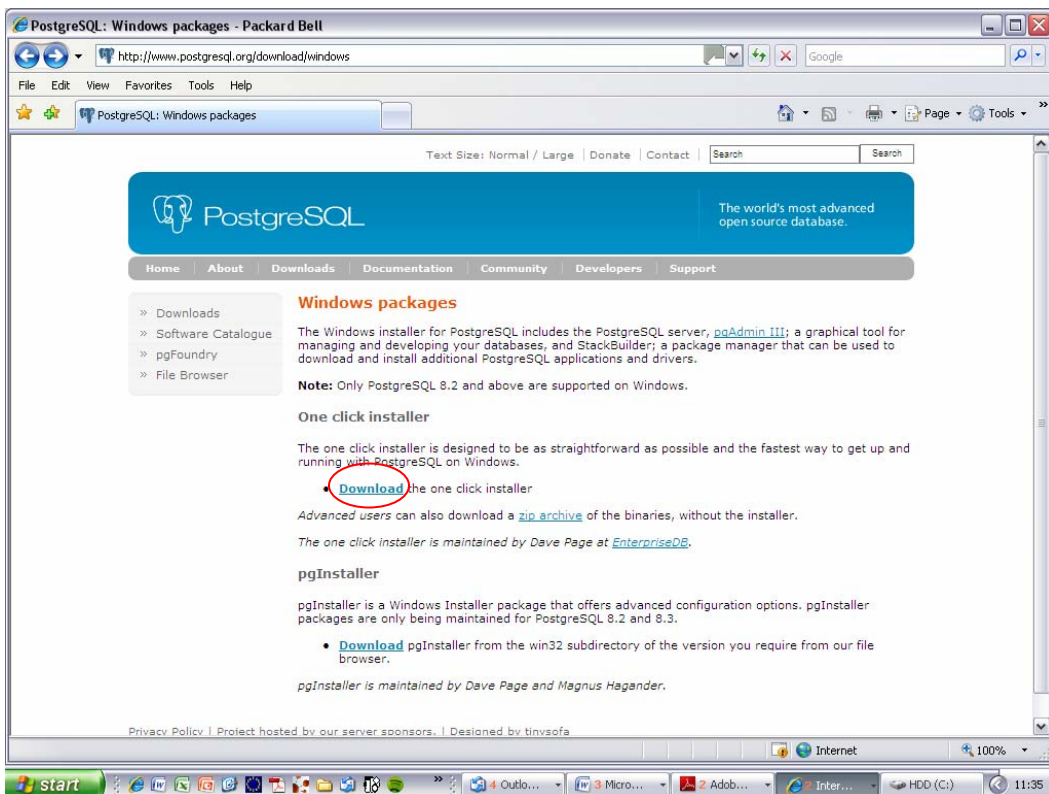 PostgreSQL: Windows packages - Packard Bell
http://www.postgresql.org/download/windows
Google
File Edit View Favorites Tools Help
PostgreSQL: Windows packages
Page Tools
Text Size: Normal / Large | Donate | Contact | Search Search
PostgreSQL
The world's most advanced
open source database.
Home About Downloads Documentation Community Developers Support
» Downloads
» Software Catalogue
» pgFoundry
» File Browser
Windows packages
The Windows installer for PostgreSQL includes the PostgreSQL server, pgAdmin III; a graphical tool for
managing and developing your databases, and StackBuilder; a package manager that can be used to
download and install additional PostgreSQL applications and drivers.
Note: Only PostgreSQL 8.2 and above are supported on Windows.
One click installer
The one click installer is designed to be as straightforward as possible and the fastest way to get up and
running with PostgreSQL on Windows.
• Download the one click installer
Advanced users can also download a zip archive of the binaries, without the installer.
The one click installer is maintained by Dave Page at EnterpriseDB.
pgInstaller
pgInstaller is a Windows Installer package that offers advanced configuration options. pgInstaller
packages are only being maintained for PostgreSQL 8.2 and 8.3.
• Download pgInstaller from the win32 subdirectory of the version you require from our file
browser.
pgInstaller is maintained by Dave Page and Magnus Hagander.
Privacy Policy | Project hosted by our server sponsors. | Designed by tinysofa
Internet 100%
start 4 Outlo... 3 Micro... 2 Adob... 2 Inter... HDD (C:) 11:35